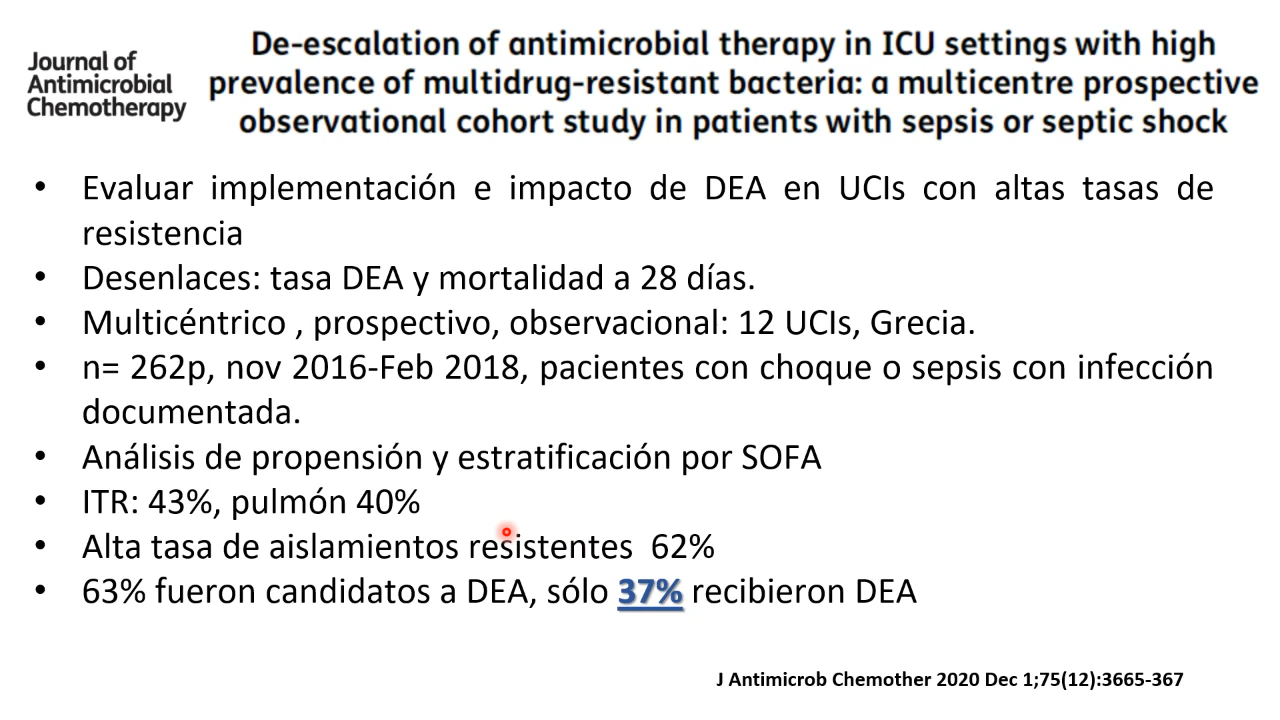 Journal of
Antimicrobial
Chemotherapy
De-escalation of antimicrobial therapy in ICU settings with high
prevalence of multidrug-resistant bacteria: a multicentre prospective
observational cohort study in patients with sepsis or septic shock
• Evaluar implementación e impacto de DEA en UCIs con altas tasas de
resistencia
• Desenlaces: tasa DEA y mortalidad a 28 días.
• Multicéntrico , prospectivo, observacional: 12 UCIs, Grecia.
• n= 262p, nov 2016-Feb 2018, pacientes con choque o sepsis con infección
documentada.
• Análisis de propensión y estratificación por SOFA
• ITR: 43%, pulmón 40%
• Alta tasa de aislamientos resistentes 62%
• 63% fueron candidatos a DEA, sólo 37% recibieron DEA
J Antimicrob Chemother 2020 Dec 1;75(12):3665-367